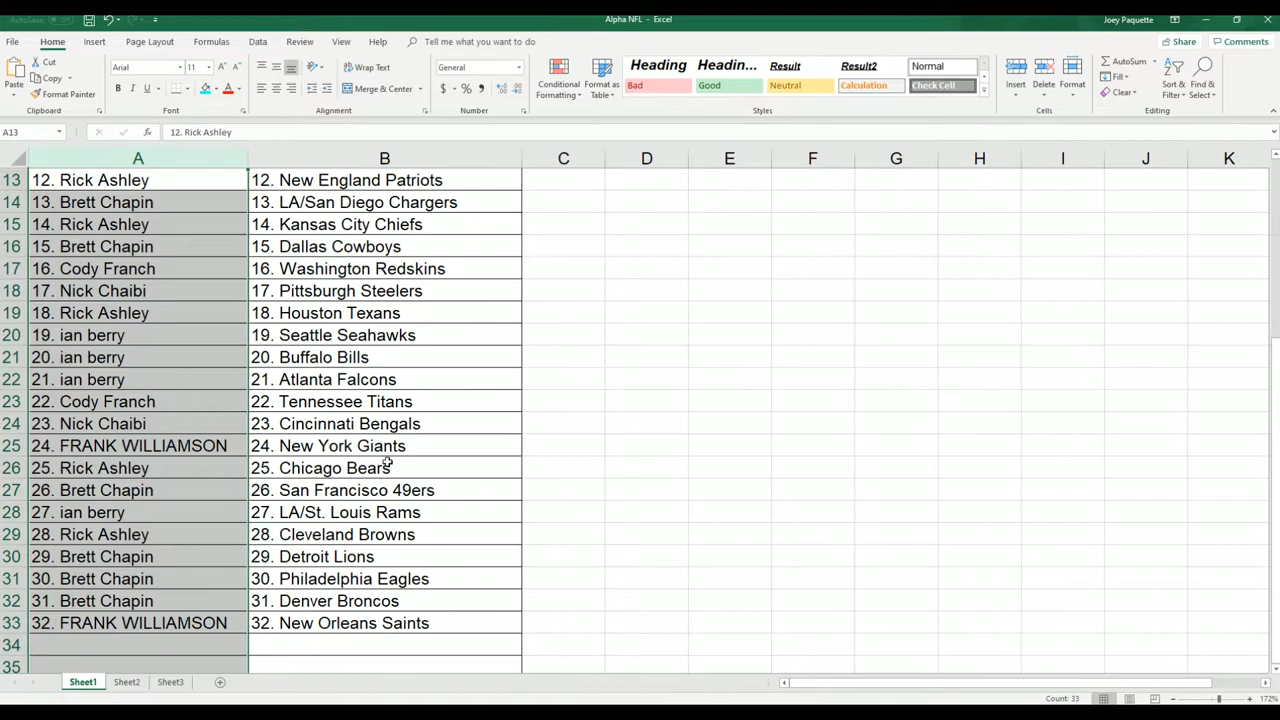 AutoSave
Alpha NFL - Excel
Joey Paquette
File Home Insert Page Layout Formulas Data Review View Help Tell me what you want to do
Share Comments
Paste
Cut
Copy
Format Painter
Clipboard
Arial 11
Font
Wrap Text
Merge & Center
Alignment
General
Number
Conditional Formatting
Format as Table
Heading Headin... Result Result2 Normal
Bad Good Neutral Calculation Check Cell
Styles
Insert Delete Format
Cells
AutoSum
Fill
Clear
Sort & Filter
Find & Select
Editing
A13 fx 12. Rick Ashley
A B C D E F G H I J K
13 12. Rick Ashley 12. New England Patriots
14 13. Brett Chapin 13. LA/San Diego Chargers
15 14. Rick Ashley 14. Kansas City Chiefs
16 15. Brett Chapin 15. Dallas Cowboys
17 16. Cody Franch 16. Washington Redskins
18 17. Nick Chaibi 17. Pittsburgh Steelers
19 18. Rick Ashley 18. Houston Texans
20 19. ian berry 19. Seattle Seahawks
21 20. ian berry 20. Buffalo Bills
22 21. ian berry 21. Atlanta Falcons
23 22. Cody Franch 22. Tennessee Titans
24 23. Nick Chaibi 23. Cincinnati Bengals
25 24. FRANK WILLIAMSON 24. New York Giants
26 25. Rick Ashley 25. Chicago Bears
27 26. Brett Chapin 26. San Francisco 49ers
28 27. ian berry 27. LA/St. Louis Rams
29 28. Rick Ashley 28. Cleveland Browns
30 29. Brett Chapin 29. Detroit Lions
31 30. Brett Chapin 30. Philadelphia Eagles
32 31. Brett Chapin 31. Denver Broncos
33 32. FRANK WILLIAMSON 32. New Orleans Saints
34
35
Sheet1 Sheet2 Sheet3
Count: 33 172%